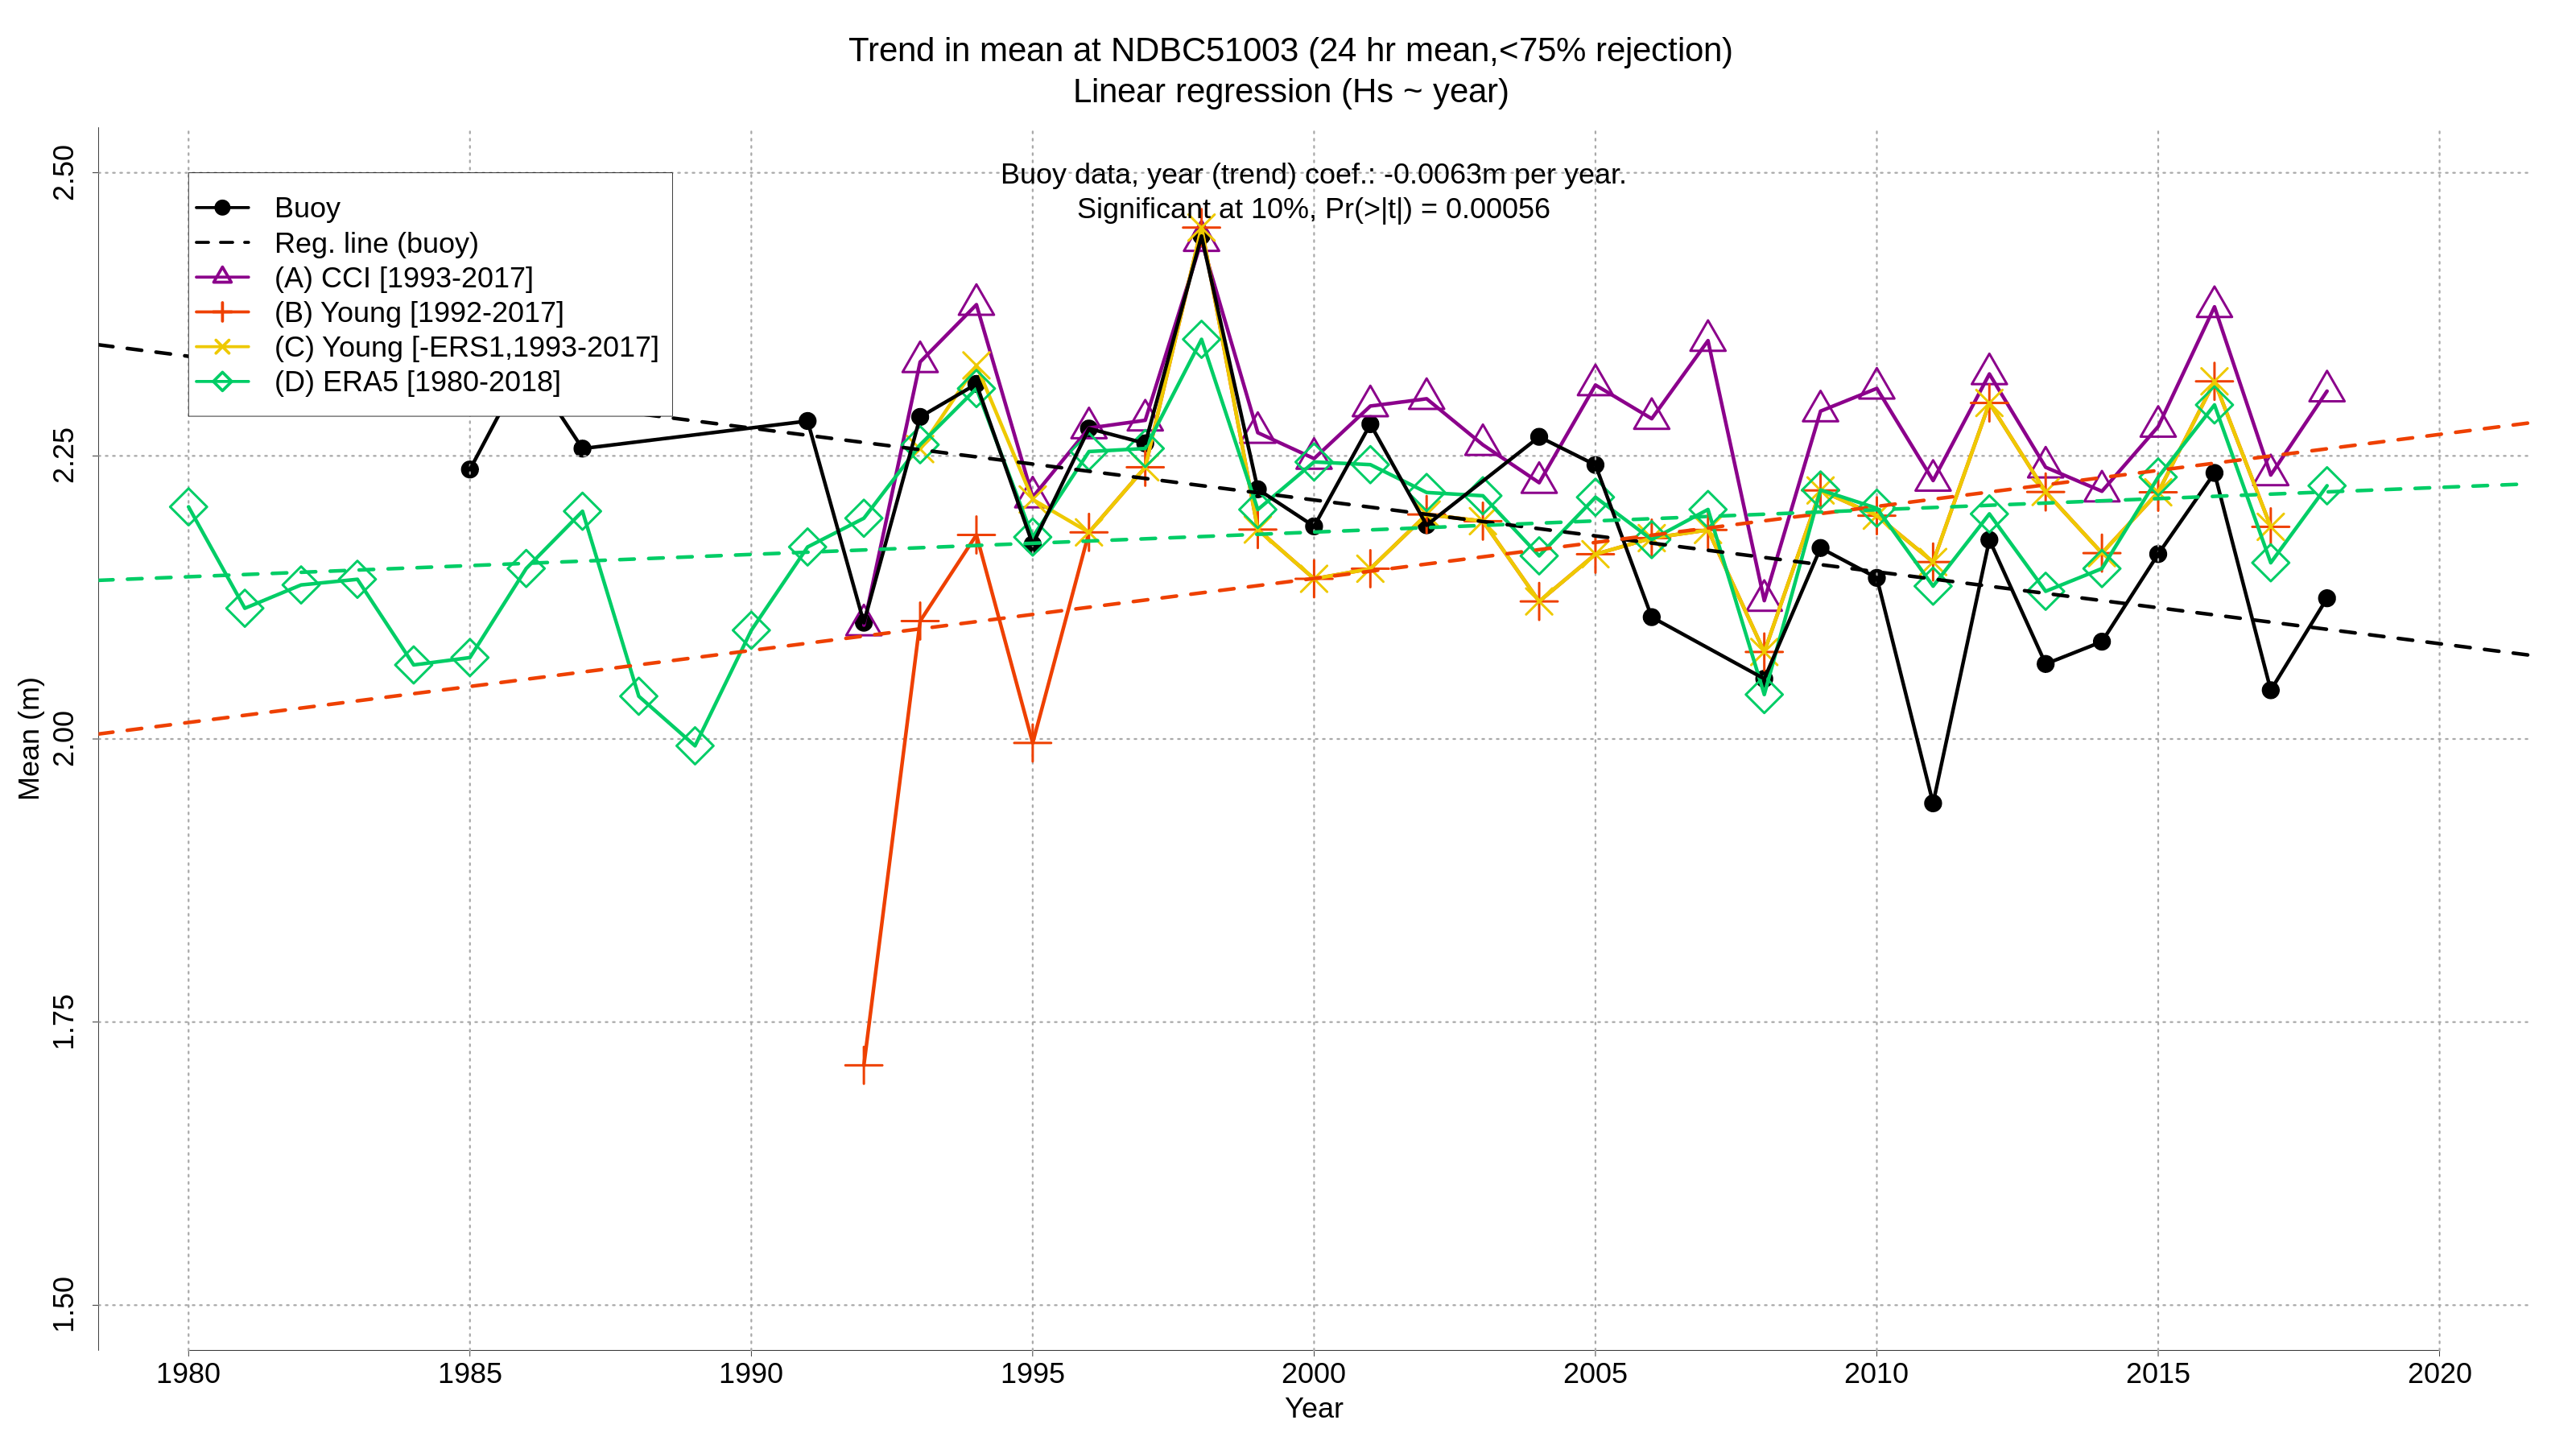 Trend in mean at NDBC51003 (24 hr mean,<75% rejection)
Linear regression (Hs ~ year)
Buoy data, year (trend) coef.: -0.0063m per year.
Significant at 10%, Pr(>|t|) = 0.00056
Buoy
Reg. line (buoy)
(A) CCI [1993-2017]
(B) Young [1992-2017]
(C) Young [-ERS1,1993-2017]
(D) ERA5 [1980-2018]
Mean (m)
2.50
2.25
2.00
1.75
1.50
1980 1985 1990 1995 2000 2005 2010 2015 2020
Year